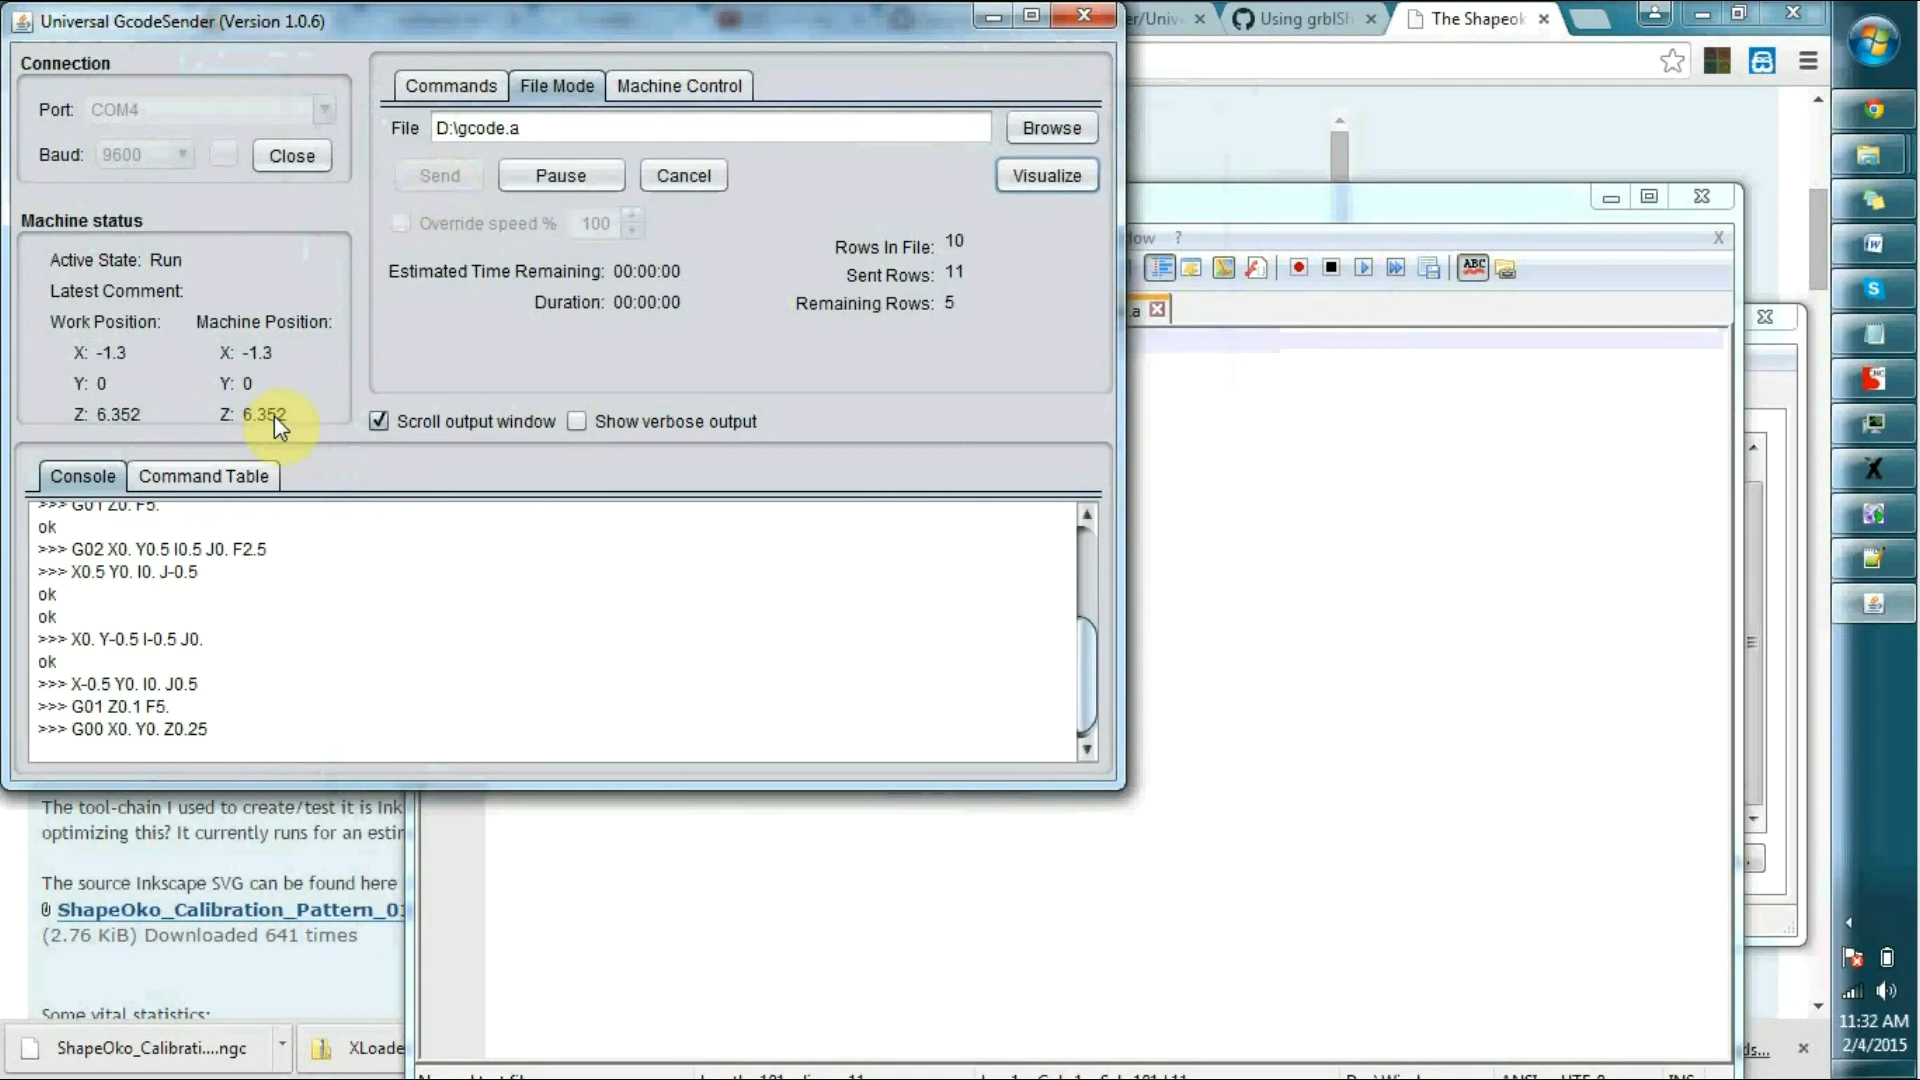 Universal GcodeSender (Version 1.0.6)
er/Univ
Using grblSh
The Shapeok
Connection
Port: COM4
Baud: 9600
Close
Commands
File Mode
Machine Control
File D:\gcode.a
Browse
Send
Pause
Cancel
Visualize
Override speed % 100
Rows In File: 10
Estimated Time Remaining: 00:00:00
Sent Rows: 11
Duration: 00:00:00
Remaining Rows: 5
Machine status
Active State: Run
Latest Comment:
Work Position: Machine Position:
X: -1.3 X: -1.3
Y: 0 Y: 0
Z: 6.352 Z: 6.352
Scroll output window
Show verbose output
Console
Command Table
>>> G01 Z0. F5.
ok
>>> G02 X0. Y0.5 I0.5 J0. F2.5
>>> X0.5 Y0. I0. J-0.5
ok
ok
>>> X0. Y-0.5 I-0.5 J0.
ok
>>> X-0.5 Y0. I0. J0.5
>>> G01 Z0.1 F5.
>>> G00 X0. Y0. Z0.25
low ? X
ABC
.a
The tool-chain I used to create/test it is Ink
optimizing this? It currently runs for an estir
The source Inkscape SVG can be found here
ShapeOko_Calibration_Pattern_0
(2.76 KiB) Downloaded 641 times
Some vital statistics:
ShapeOko_Calibrati....ngc
XLoade
ds...
11:32 AM
2/4/2015